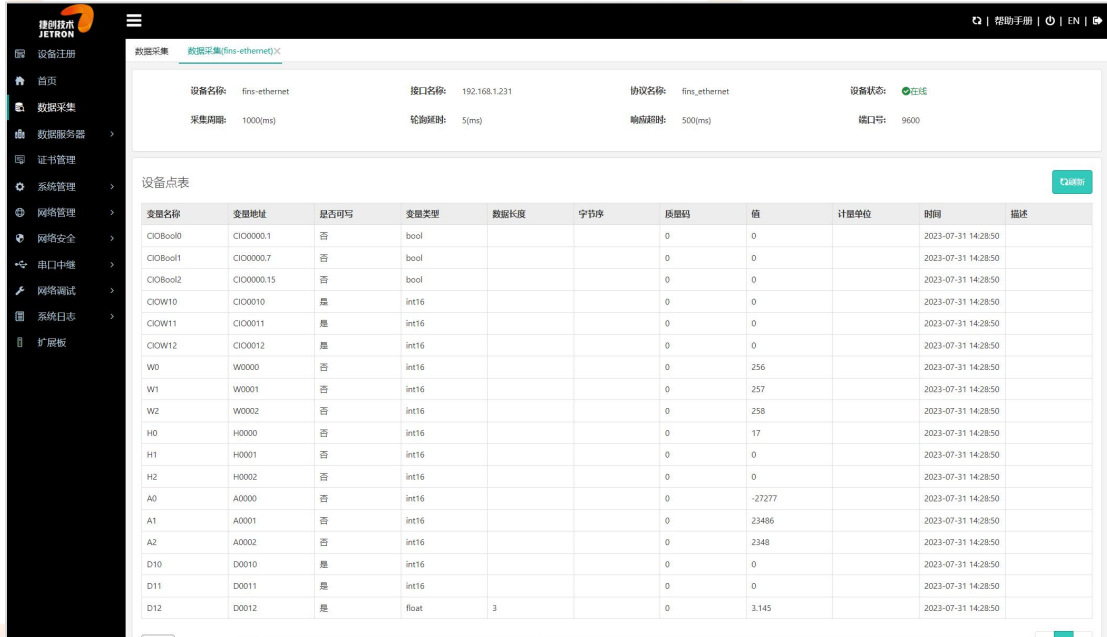 捷创技术
JETRON
| 帮助手册 | | EN |
设备注册
首页
数据采集
数据服务器
证书管理
系统管理
网络管理
网络安全
串口中继
网络调试
系统日志
扩展板
数据采集 数据采集(fins-ethernet)×
设备名称: fins-ethernet 接口名称: 192.168.1.231 协议名称: fins_ethernet 设备状态: 在线
采集周期: 1000(ms) 轮询延时: 5(ms) 响应超时: 500(ms) 端口号: 9600
设备点表 刷新
变量名称 变量地址 是否可写 变量类型 数据长度 字节序 质量码 值 计量单位 时间 描述
CIOBool0 CIO0000.1 否 bool 0 0 2023-07-31 14:28:50
CIOBool1 CIO0000.7 否 bool 0 0 2023-07-31 14:28:50
CIOBool2 CIO0000.15 否 bool 0 0 2023-07-31 14:28:50
CIOW10 CIO0010 是 int16 0 0 2023-07-31 14:28:50
CIOW11 CIO0011 是 int16 0 0 2023-07-31 14:28:50
CIOW12 CIO0012 是 int16 0 0 2023-07-31 14:28:50
W0 W0000 否 int16 0 256 2023-07-31 14:28:50
W1 W0001 否 int16 0 257 2023-07-31 14:28:50
W2 W0002 否 int16 0 258 2023-07-31 14:28:50
H0 H0000 否 int16 0 17 2023-07-31 14:28:50
H1 H0001 否 int16 0 0 2023-07-31 14:28:50
H2 H0002 否 int16 0 0 2023-07-31 14:28:50
A0 A0000 否 int16 0 -27277 2023-07-31 14:28:50
A1 A0001 否 int16 0 23486 2023-07-31 14:28:50
A2 A0002 否 int16 0 2348 2023-07-31 14:28:50
D10 D0010 是 int16 0 0 2023-07-31 14:28:50
D11 D0011 是 int16 0 0 2023-07-31 14:28:50
D12 D0012 是 float 3 0 3.145 2023-07-31 14:28:50